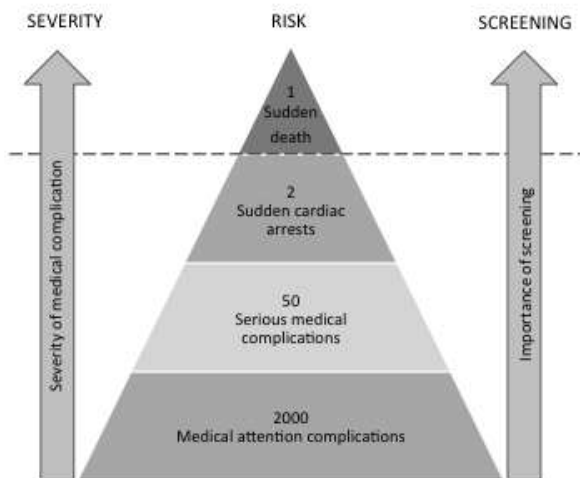 SEVERITY
RISK
SCREENING
1
Sudden
death
2
Sudden cardiac
arrests
50
Serious medical
complications
2000
Medical attention complications
Severity of medical complication
Importance of screening